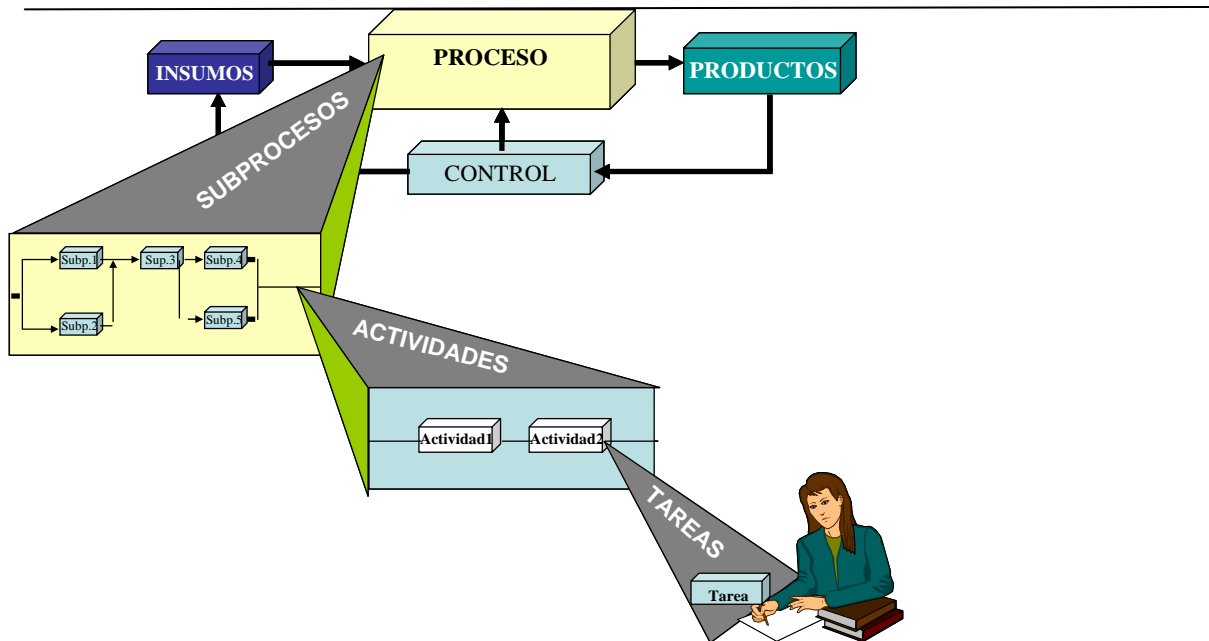 PROCESO
INSUMOS
PRODUCTOS
CONTROL
SUBPROCESOS
Subp.1
Sup.3
Subp.4
Subp.2
Subp.5
ACTIVIDADES
Actividad1
Actividad2
TAREAS
Tarea